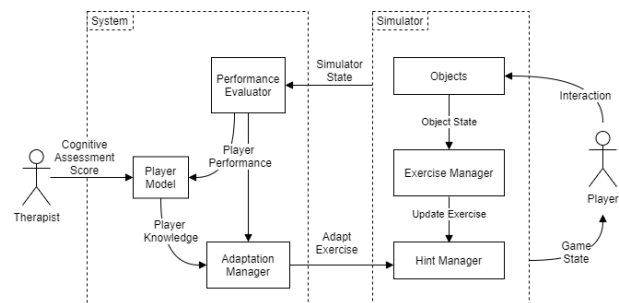 System
Simulator
Performance
Evaluator
Simulator
State
Objects
Interaction
Object State
Cognitive
Assessment
Score
Player
Performance
Player
Model
Exercise Manager
Therapist
Player
Player
Knowledge
Update Exercise
Adaptation
Manager
Adapt
Exercise
Hint Manager
Game
State